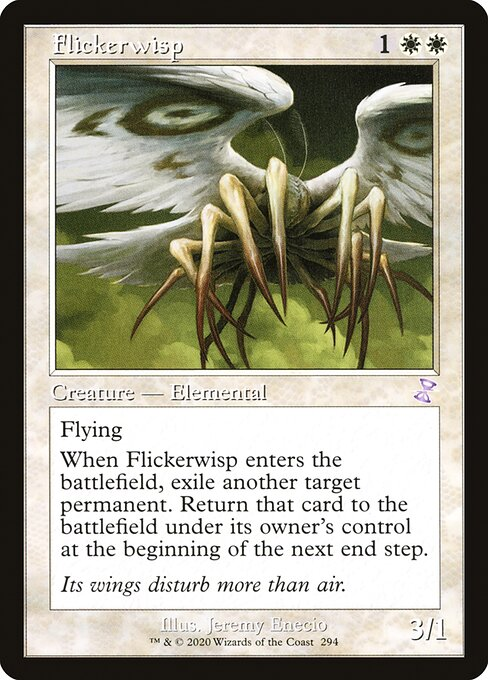 Flickerwisp 1
Creature — Elemental
Flying
When Flickerwisp enters the
battlefield, exile another target
permanent. Return that card to the
battlefield under its owner's control
at the beginning of the next end step.
Its wings disturb more than air.
Illus. Jeremy Enecio
3/1
™ & © 2020 Wizards of the Coast 294